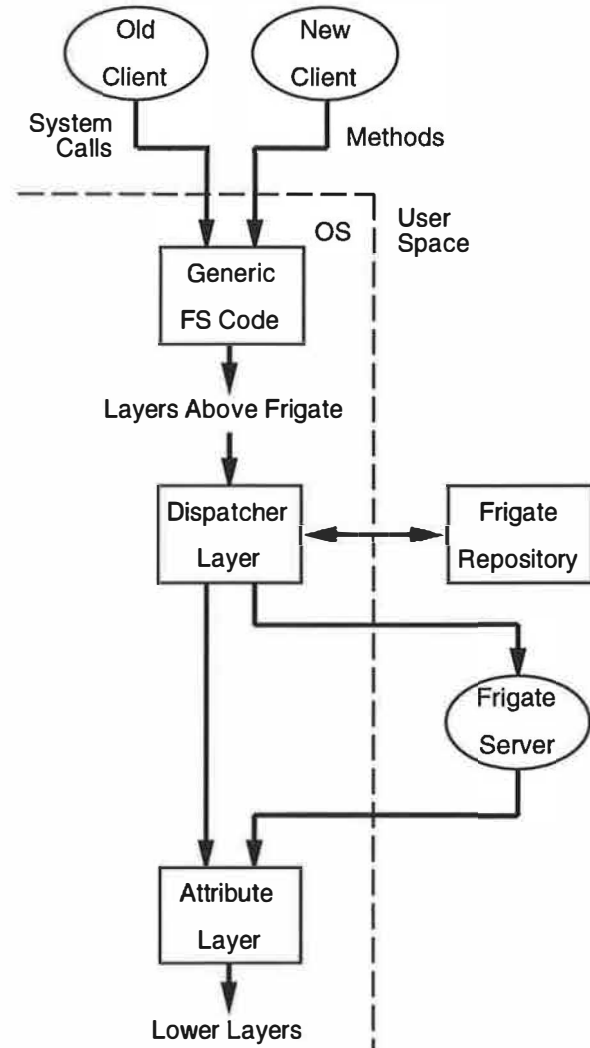 Old
Client
New
Client
System
Calls
Methods
OS
User
Space
Generic
FS Code
Layers Above Frigate
Dispatcher
Layer
Frigate
Repository
Frigate
Server
Attribute
Layer
Lower Layers